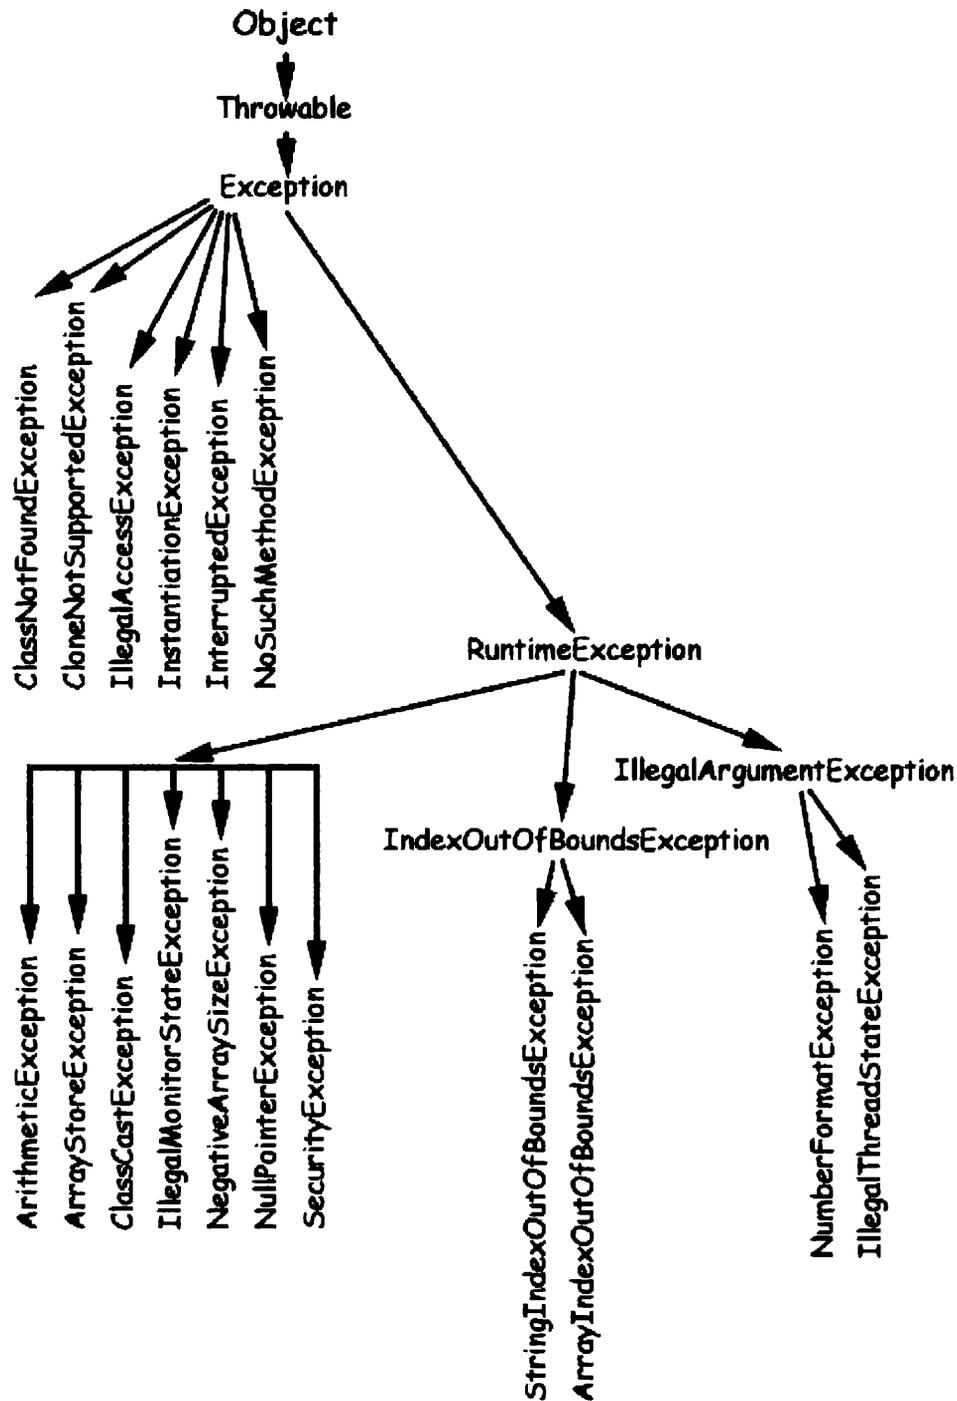 Object
Throwable
Exception
ClassNotFoundException
CloneNotSupportedException
IllegalAccessException
InstantiationException
InterruptedException
NoSuchMethodException
RuntimeException
IllegalArgumentException
IndexOutOfBoundsException
ArithmeticException
ArrayStoreException
ClassCastException
IllegalMonitorStateException
NegativeArraySizeException
NullPointerException
SecurityException
StringIndexOutOfBoundsException
ArrayIndexOutOfBoundsException
NumberFormatException
IllegalThreadStateException